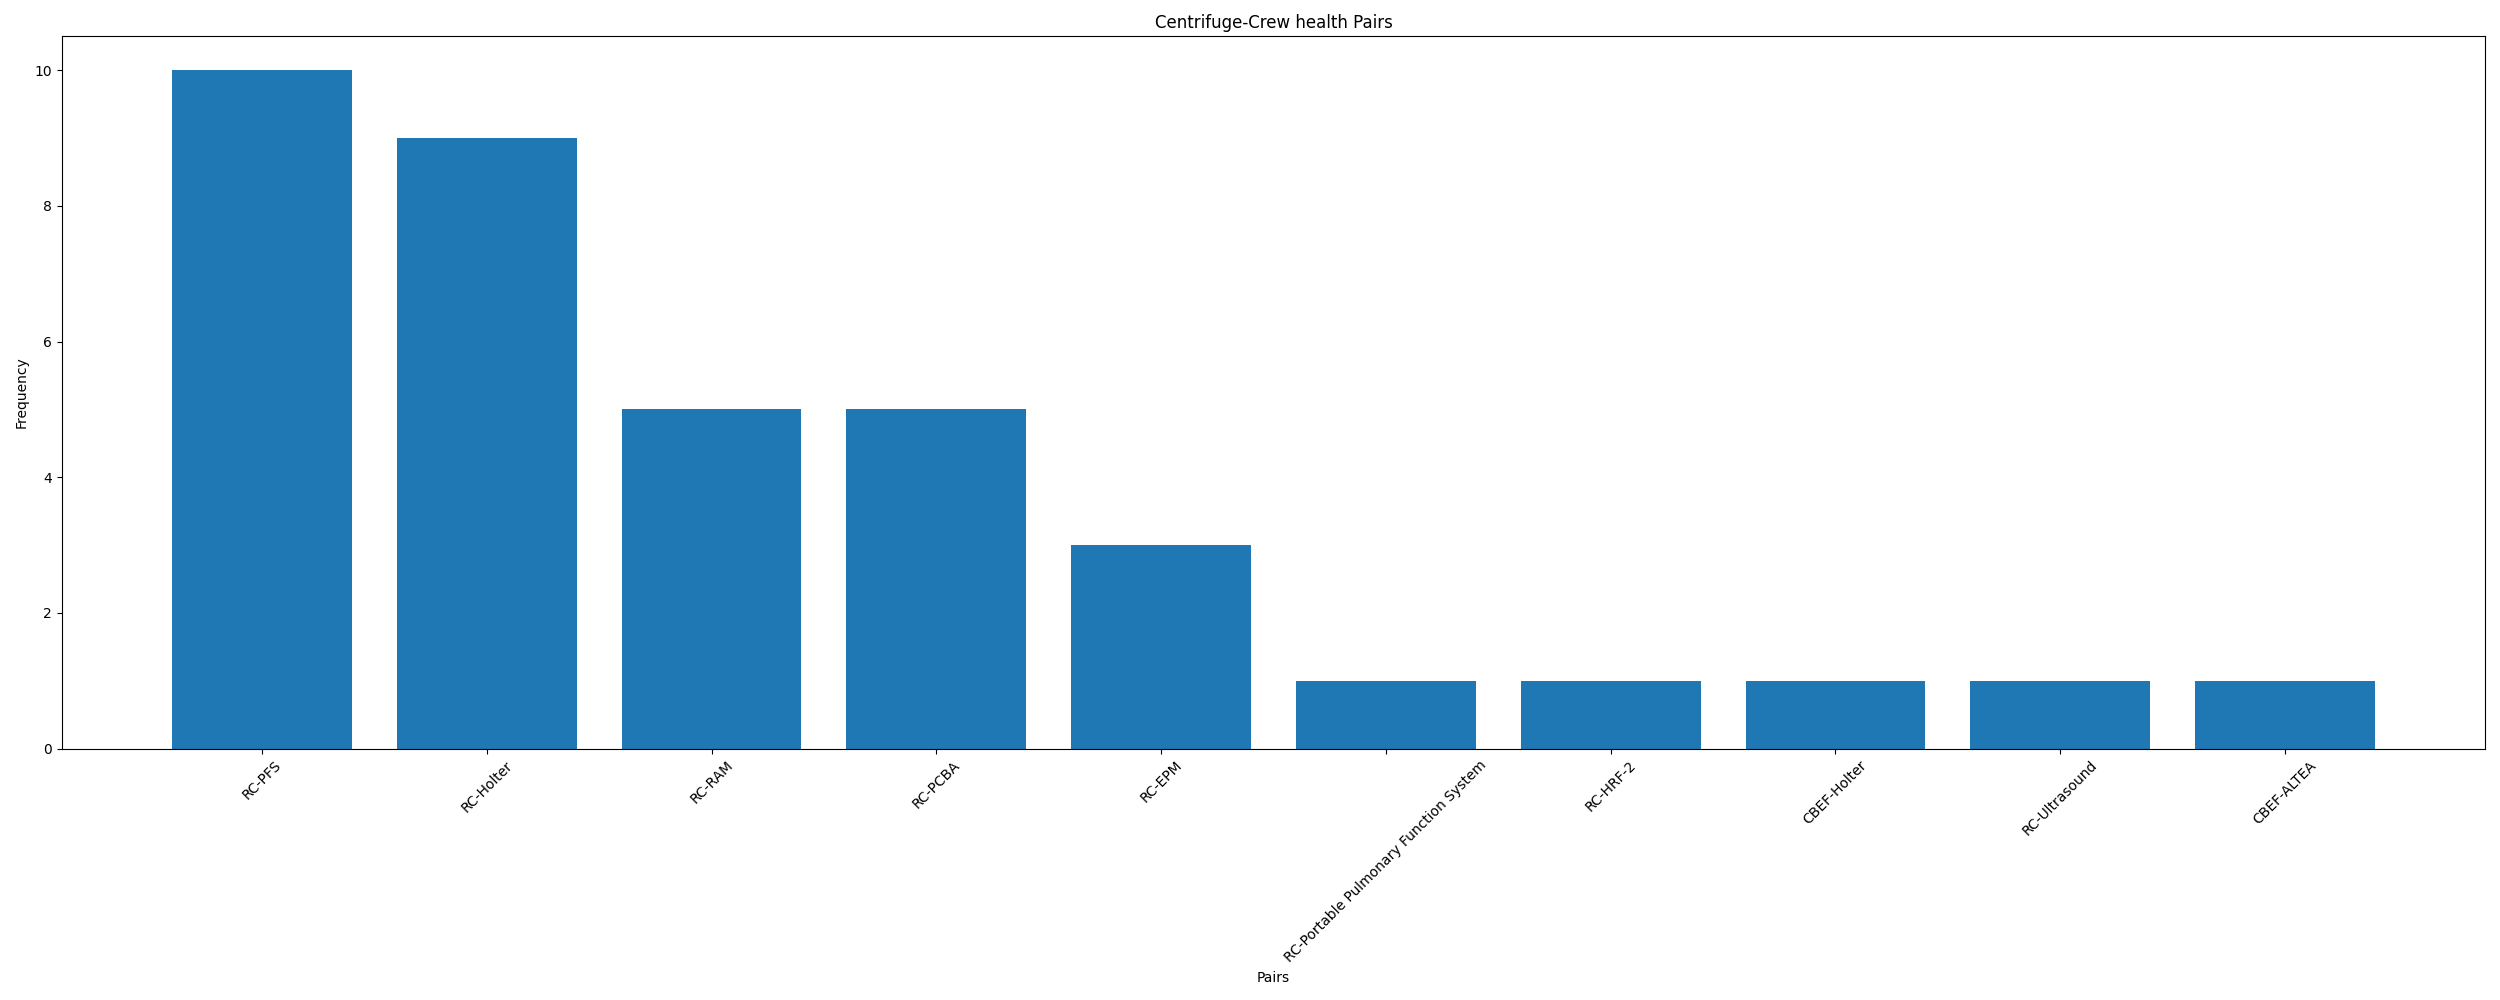 Centrifuge-Crew health Pairs
Frequency
10
8
6
4
2
0
RC-PFS
RC-Holter
RC-RAM
RC-PCBA
RC-EPM
RC-Portable Pulmonary Function System
RC-HRF-2
CBEF-Holter
RC-Ultrasound
CBEF-ALTEA
Pairs